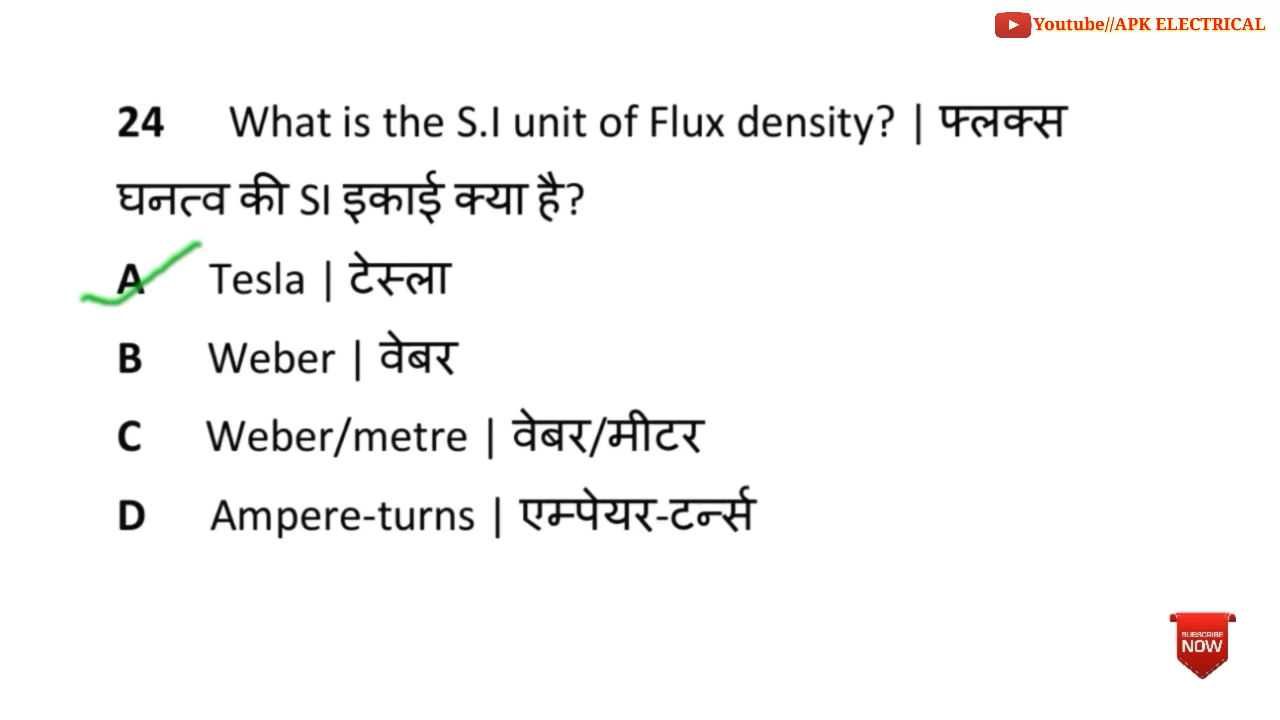 Youtube//APK ELECTRICAL
24 What is the S.I unit of Flux density? | फ्लक्स
घनत्व की SI इकाई क्या है?
A Tesla | टेस्ला
B Weber | वेबर
C Weber/metre | वेबर/मीटर
D Ampere-turns | एम्पेयर-टर्न्स
SUBSCRIBE
NOW